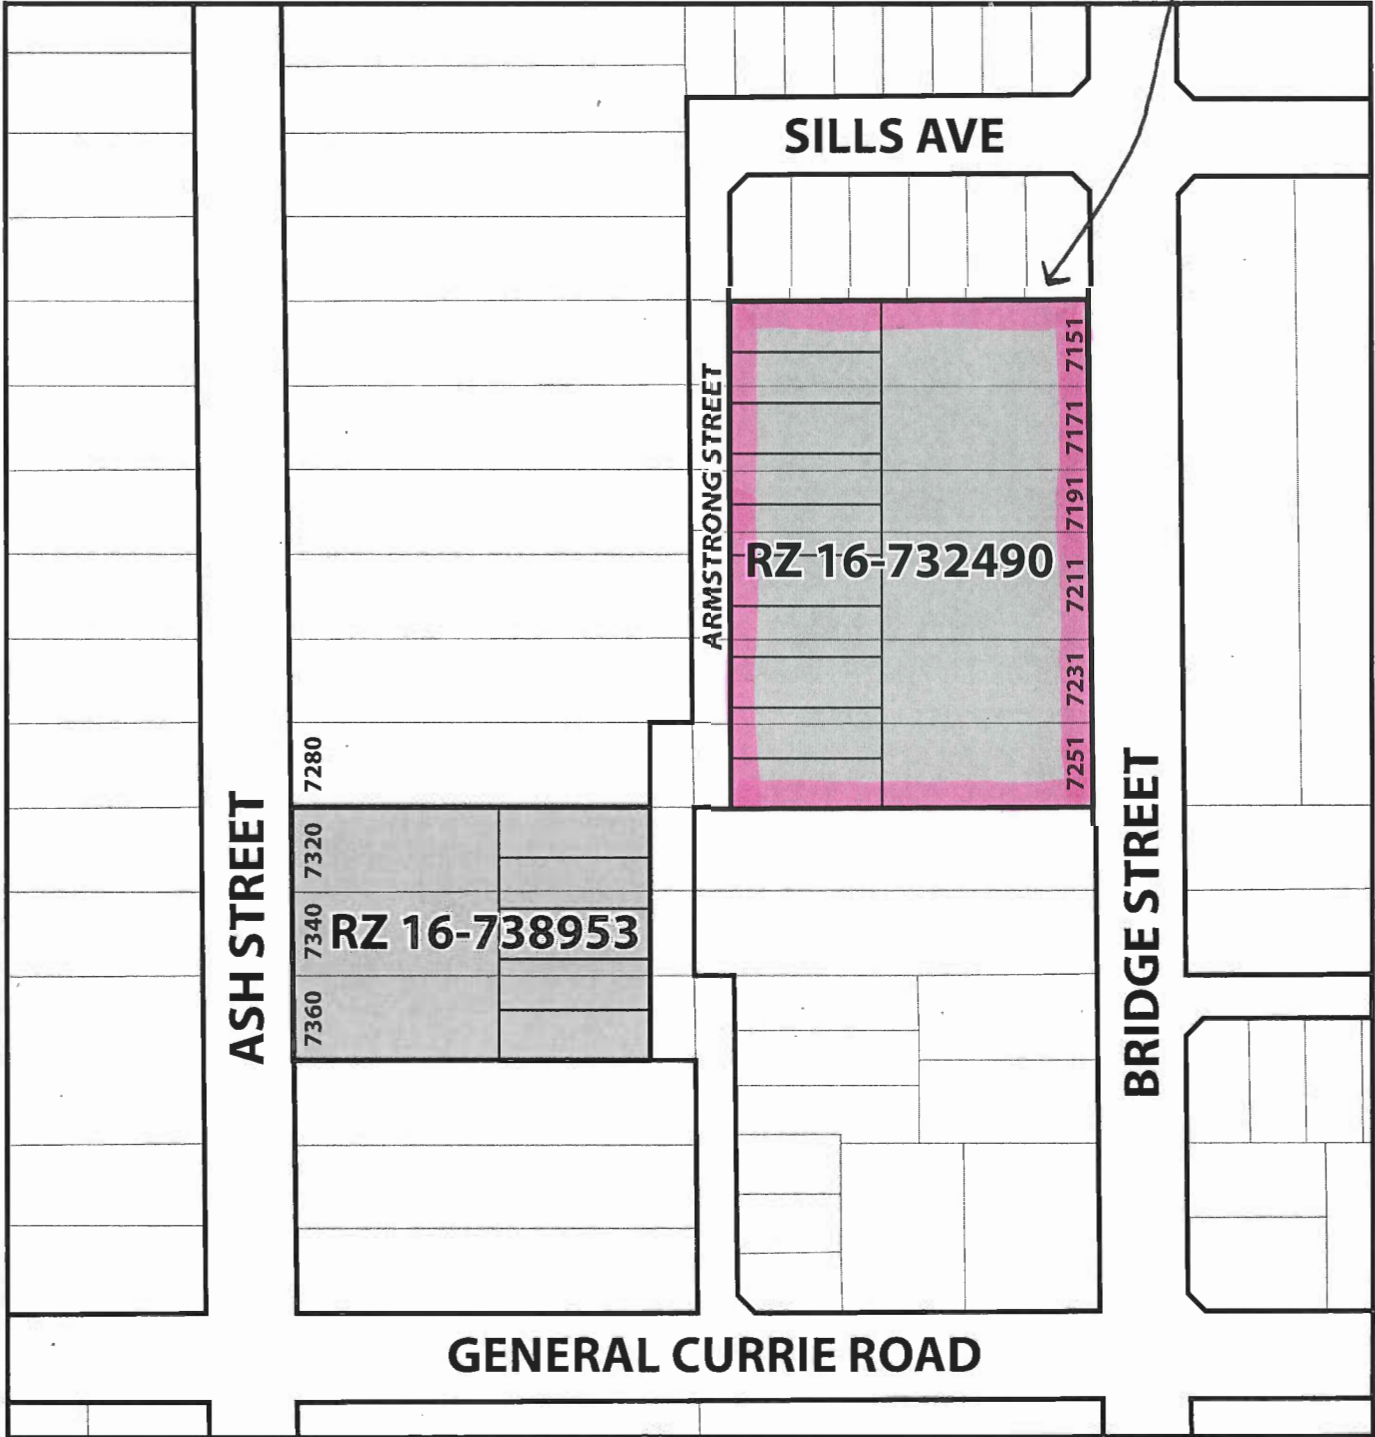 SILLS AVE
ARMSTRONG STREET
7151
7171
7191
7211
7231
7251
RZ 16-732490
7280
7320
7340
7360
RZ 16-738953
ASH STREET
BRIDGE STREET
GENERAL CURRIE ROAD